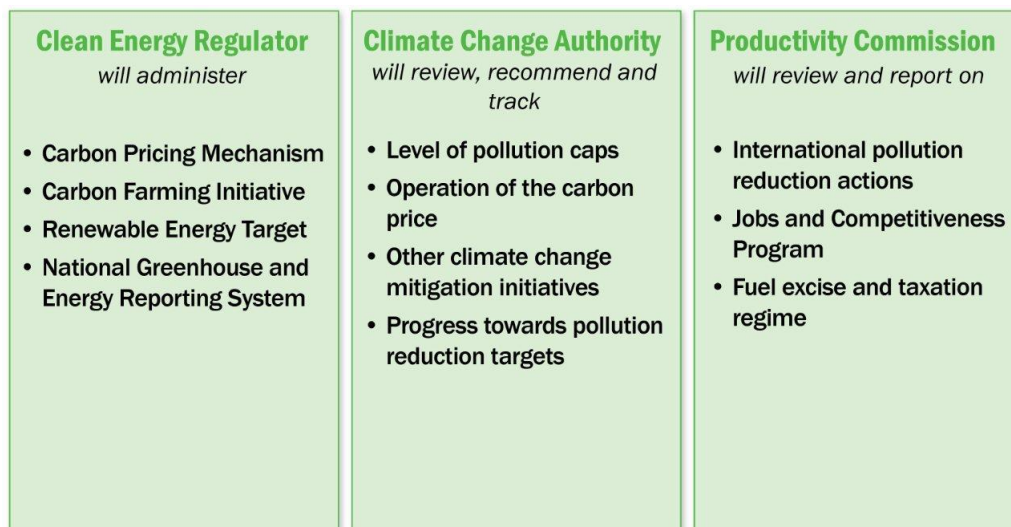 Clean Energy Regulator
will administer
• Carbon Pricing Mechanism
• Carbon Farming Initiative
• Renewable Energy Target
• National Greenhouse and
Energy Reporting System
Climate Change Authority
will review, recommend and
track
• Level of pollution caps
• Operation of the carbon
price
• Other climate change
mitigation initiatives
• Progress towards pollution
reduction targets
Productivity Commission
will review and report on
• International pollution
reduction actions
• Jobs and Competitiveness
Program
• Fuel excise and taxation
regime